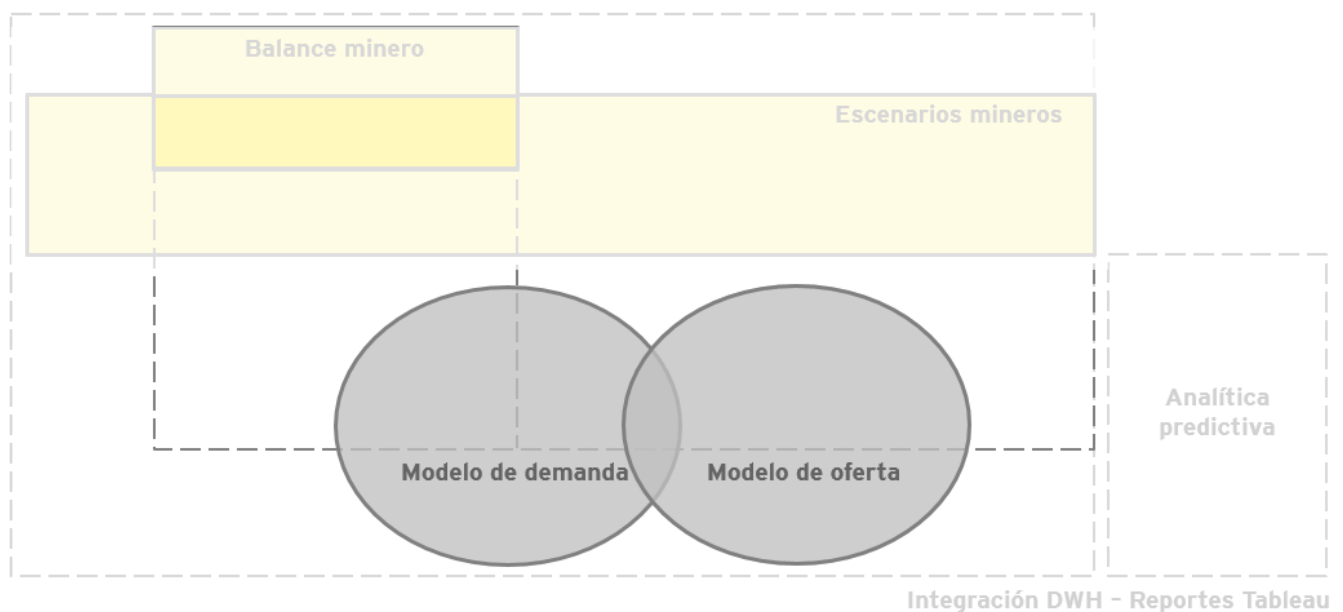 Balance minero
Escenarios mineros
Analítica
predictiva
Modelo de demanda
Modelo de oferta
Integración DWH - Reportes Tableau